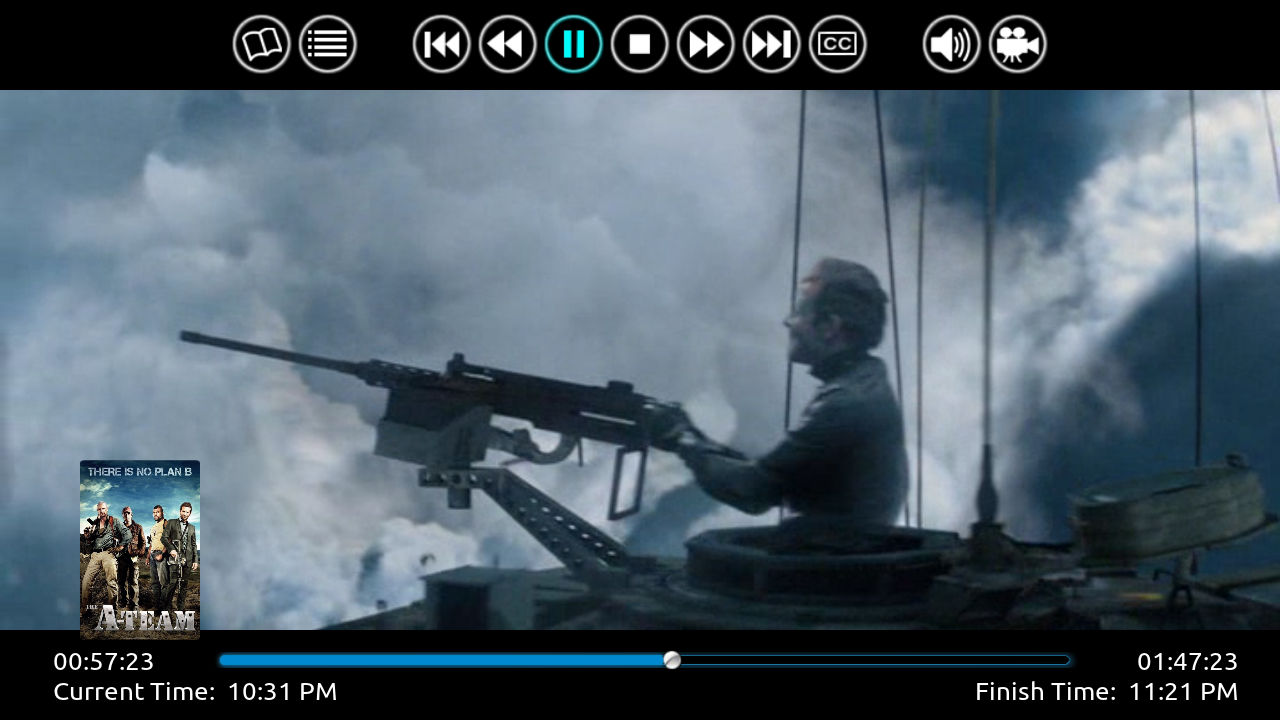 CC
THERE IS NO PLAN B
THE
A-TEAM
00:57:23
01:47:23
Current Time: 10:31 PM
Finish Time: 11:21 PM